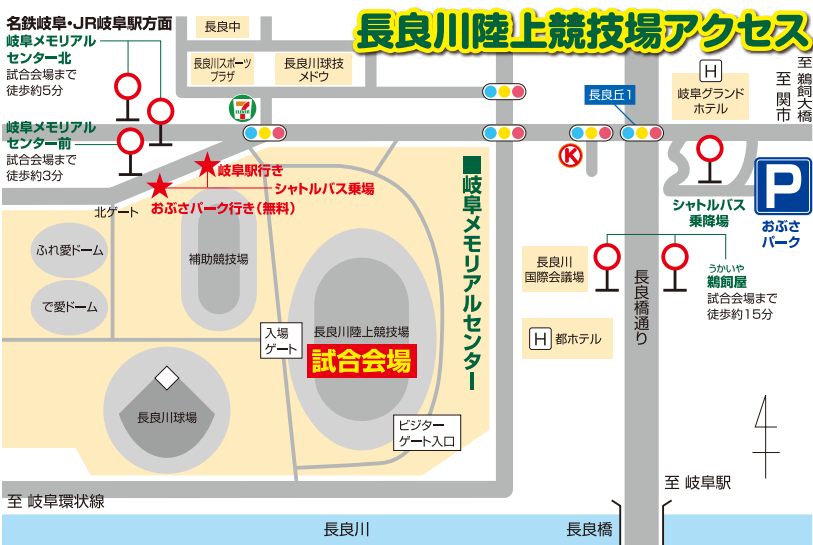 長良川陸上競技場アクセス
名鉄岐阜・JR岐阜駅方面
岐阜メモリアル
センター北
試合会場まで
徒歩約5分
岐阜メモリアル
センター前
試合会場まで
徒歩約3分
長良中
長良川スポーツ
プラザ
長良川球技
メドウ
7
ELEVEN
K
長良丘1
H
岐阜グランド
ホテル
至 鵜飼大橋
至 関市
P
おぶさ
パーク
シャトルバス
乗降場
岐阜駅行き
シャトルバス乗場
おぶさパーク行き(無料)
北ゲート
ふれ愛ドーム
で愛ドーム
補助競技場
■岐阜メモリアルセンター
入場
ゲート
長良川陸上競技場
試合会場
長良川球場
ビジター
ゲート入口
長良川
国際会議場
H
都ホテル
長良橋通り
うかいや
鵜飼屋
試合会場まで
徒歩約15分
至 岐阜駅
至 岐阜環状線
長良川
長良橋